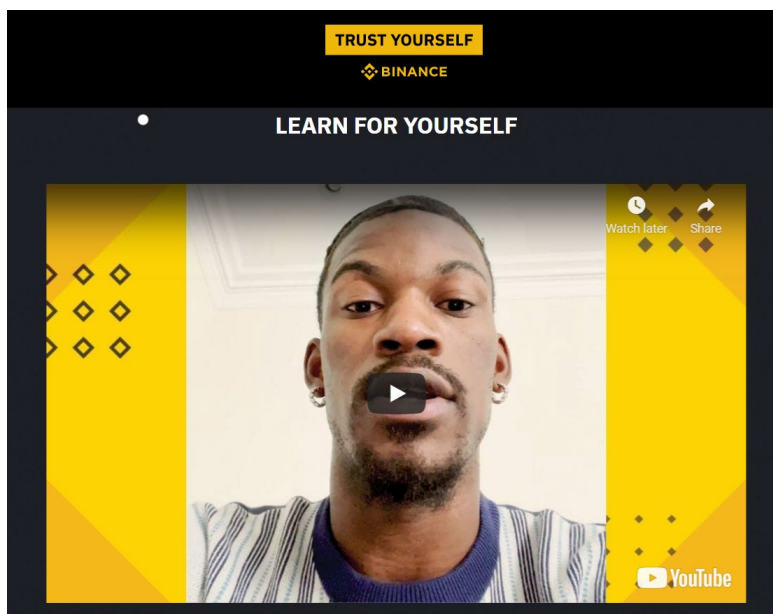 TRUST YOURSELF
BINANCE
LEARN FOR YOURSELF
Watch later
Share
YouTube